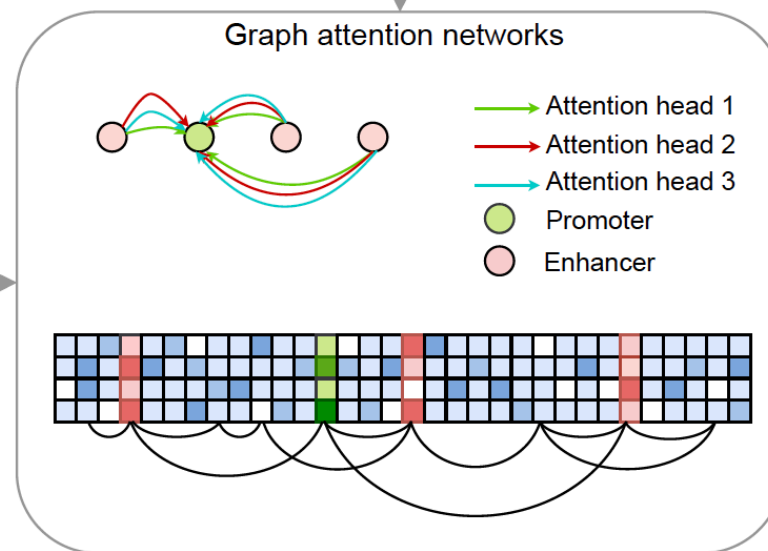 Graph attention networks
Attention head 1
Attention head 2
Attention head 3
Promoter
Enhancer